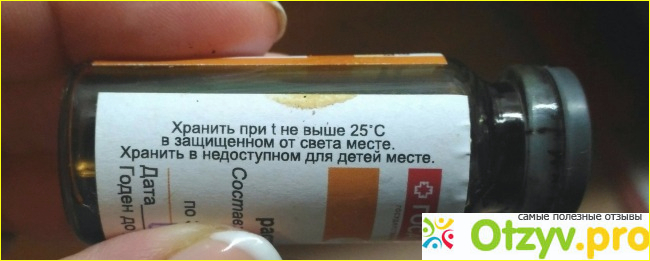 Хранить при t не выше 25°С
в защищенном от света месте.
Хранить в недоступном для детей месте.
Дата
Годен до
по
самые полезные отзывы
Otzyv.pro